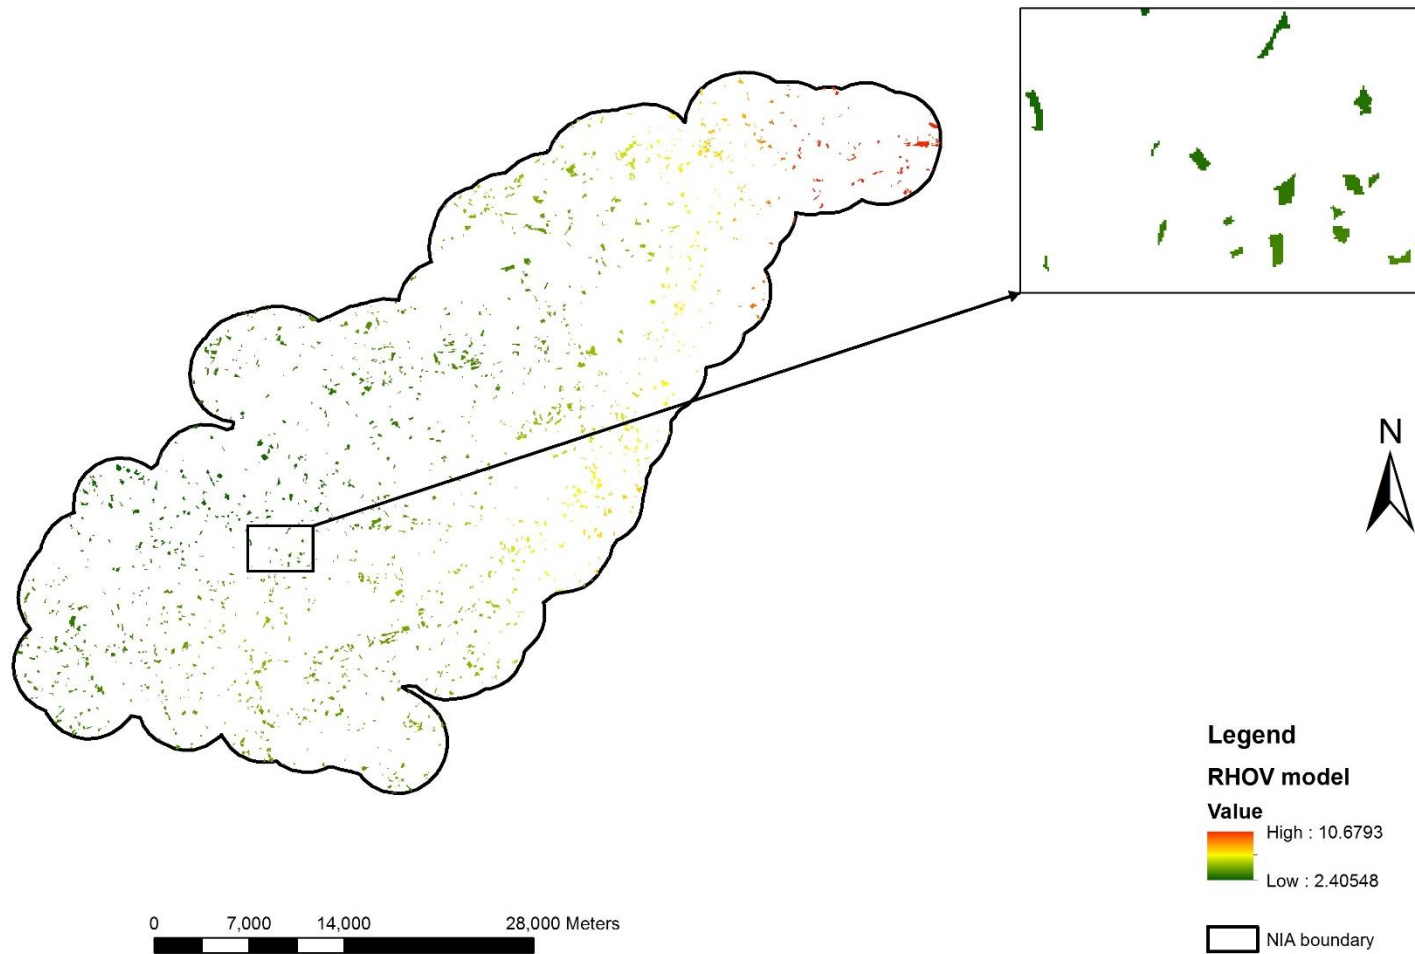 N
Legend
RHOV model
Value
High : 10.6793
Low : 2.40548
NIA boundary
0 7,000 14,000 28,000 Meters